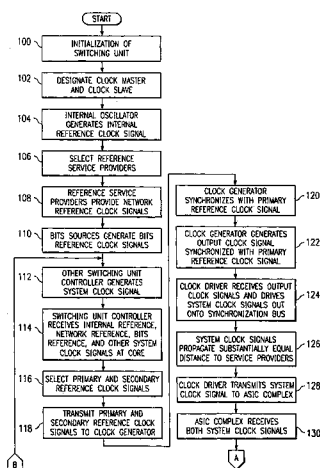 START
100
INITIALIZATION OF
SWITCHING UNIT
102
DESIGNATE CLOCK MASTER
AND CLOCK SLAVE
104
INTERNAL OSCILLATOR
GENERATES INTERNAL
REFERENCE CLOCK SIGNAL
106
SELECT REFERENCE
SERVICE PROVIDERS
108
REFERENCE SERVICE
PROVIDERS PROVIDE NETWORK
REFERENCE CLOCK SIGNALS
110
BITS SOURCES GENERATE BITS
REFERENCE CLOCK SIGNALS
112
OTHER SWITCHING UNIT
CONTROLLER GENERATES
SYSTEM CLOCK SIGNAL
114
SWITCHING UNIT CONTROLLER
RECEIVES INTERNAL REFERENCE,
NETWORK REFERENCE, BITS
REFERENCE, AND OTHER SYSTEM
CLOCK SIGNALS AT CORE
116
SELECT PRIMARY AND SECONDARY
REFERENCE CLOCK SIGNALS
118
TRANSMIT PRIMARY AND
SECONDARY REFERENCE CLOCK
SIGNALS TO CLOCK GENERATOR
B
120
CLOCK GENERATOR
SYNCHRONIZES WITH PRIMARY
REFERENCE CLOCK SIGNAL
122
CLOCK GENERATOR GENERATES
OUTPUT CLOCK SIGNAL
SYNCHRONIZED WITH PRIMARY
REFERENCE CLOCK SIGNAL
124
CLOCK DRIVER RECEIVES OUTPUT
CLOCK SIGNALS AND DRIVES
SYSTEM CLOCK SIGNALS OUT
ONTO SYNCHRONIZATION BUS
126
SYSTEM CLOCK SIGNALS
PROPAGATE SUBSTANTIALLY EQUAL
DISTANCE TO SERVICE PROVIDERS
128
CLOCK DRIVER TRANSMITS SYSTEM
CLOCK SIGNAL TO ASIC COMPLEX
130
ASIC COMPLEX RECEIVES
BOTH SYSTEM CLOCK SIGNALS
A